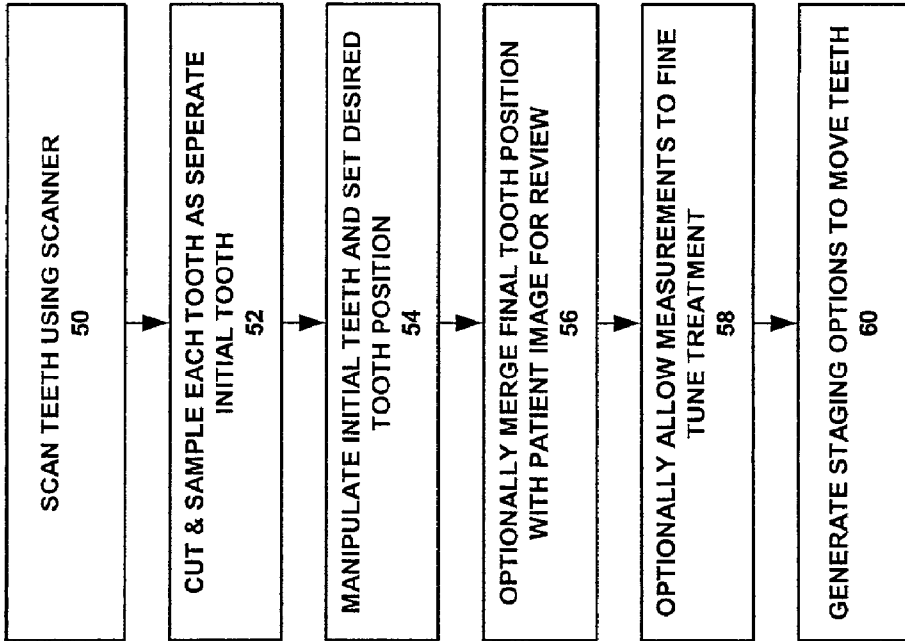 SCAN TEETH USING SCANNER
50
CUT & SAMPLE EACH TOOTH AS SEPERATE
INITIAL TOOTH
52
MANIPULATE INITIAL TEETH AND SET DESIRED
TOOTH POSITION
54
OPTIONALLY MERGE FINAL TOOTH POSITION
WITH PATIENT IMAGE FOR REVIEW
56
OPTIONALLY ALLOW MEASUREMENTS TO FINE
TUNE TREATMENT
58
GENERATE STAGING OPTIONS TO MOVE TEETH
60